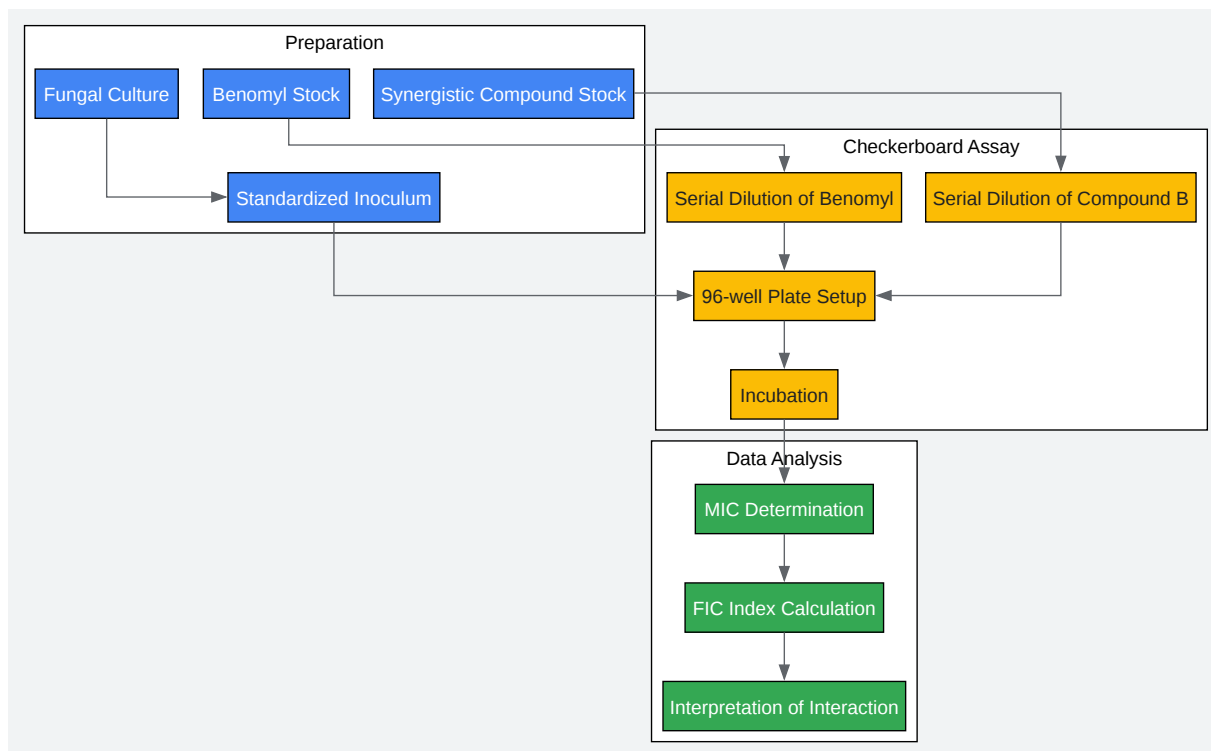 Preparation
Fungal Culture
Benomyl Stock
Synergistic Compound Stock
Standardized Inoculum
Checkerboard Assay
Serial Dilution of Benomyl
Serial Dilution of Compound B
96-well Plate Setup
Incubation
Data Analysis
MIC Determination
FIC Index Calculation
Interpretation of Interaction